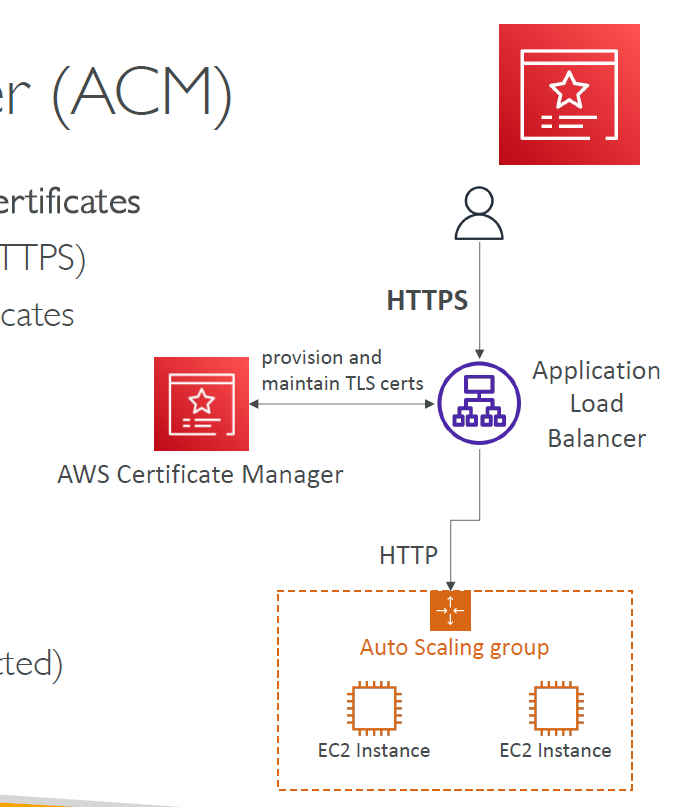 er (ACM)
ertificates
TTPS)
cates
HTTPS
provision and
maintain TLS certs
Application
Load
Balancer
AWS Certificate Manager
HTTP
Auto Scaling group
cted)
EC2 Instance
EC2 Instance